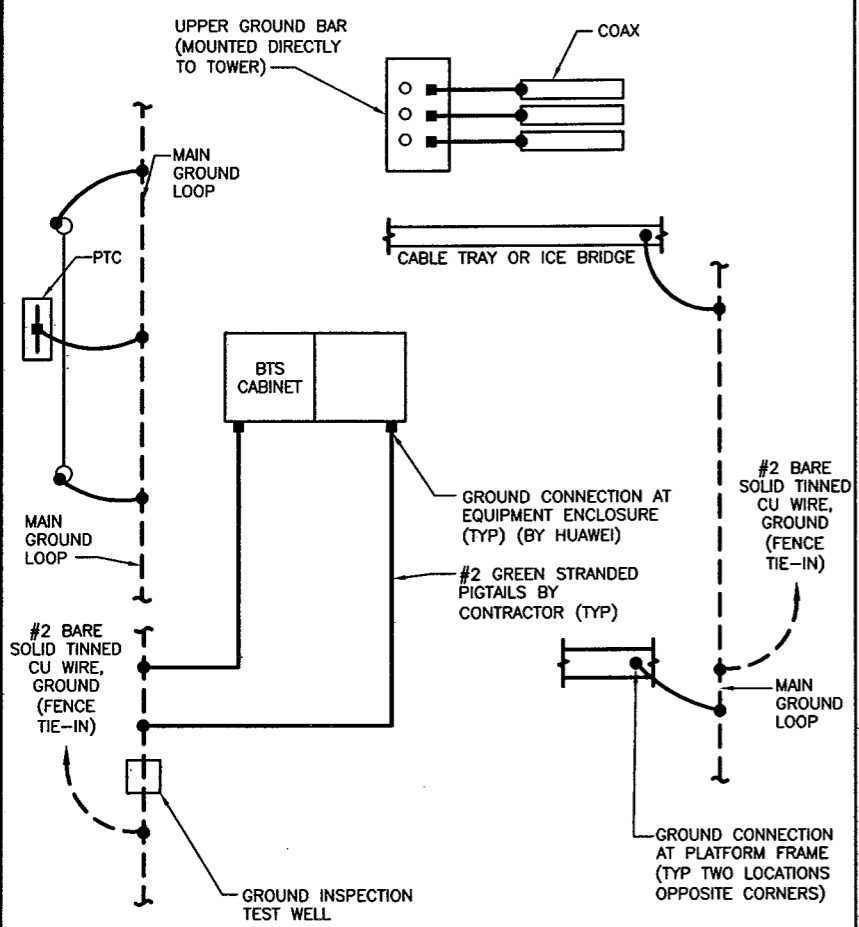 UPPER GROUND BAR
(MOUNTED DIRECTLY
TO TOWER)
COAX
MAIN
GROUND
LOOP
PTC
CABLE TRAY OR ICE BRIDGE
BTS
CABINET
GROUND CONNECTION AT
EQUIPMENT ENCLOSURE
(TYP) (BY HUAWEI)
#2 BARE
SOLID TINNED
CU WIRE,
GROUND
(FENCE
TIE-IN)
MAIN
GROUND
LOOP
#2 GREEN STRANDED
PIGTAILS BY
CONTRACTOR (TYP)
#2 BARE
SOLID TINNED
CU WIRE,
GROUND
(FENCE
TIE-IN)
MAIN
GROUND
LOOP
GROUND CONNECTION
AT PLATFORM FRAME
(TYP TWO LOCATIONS
OPPOSITE CORNERS)
GROUND INSPECTION
TEST WELL